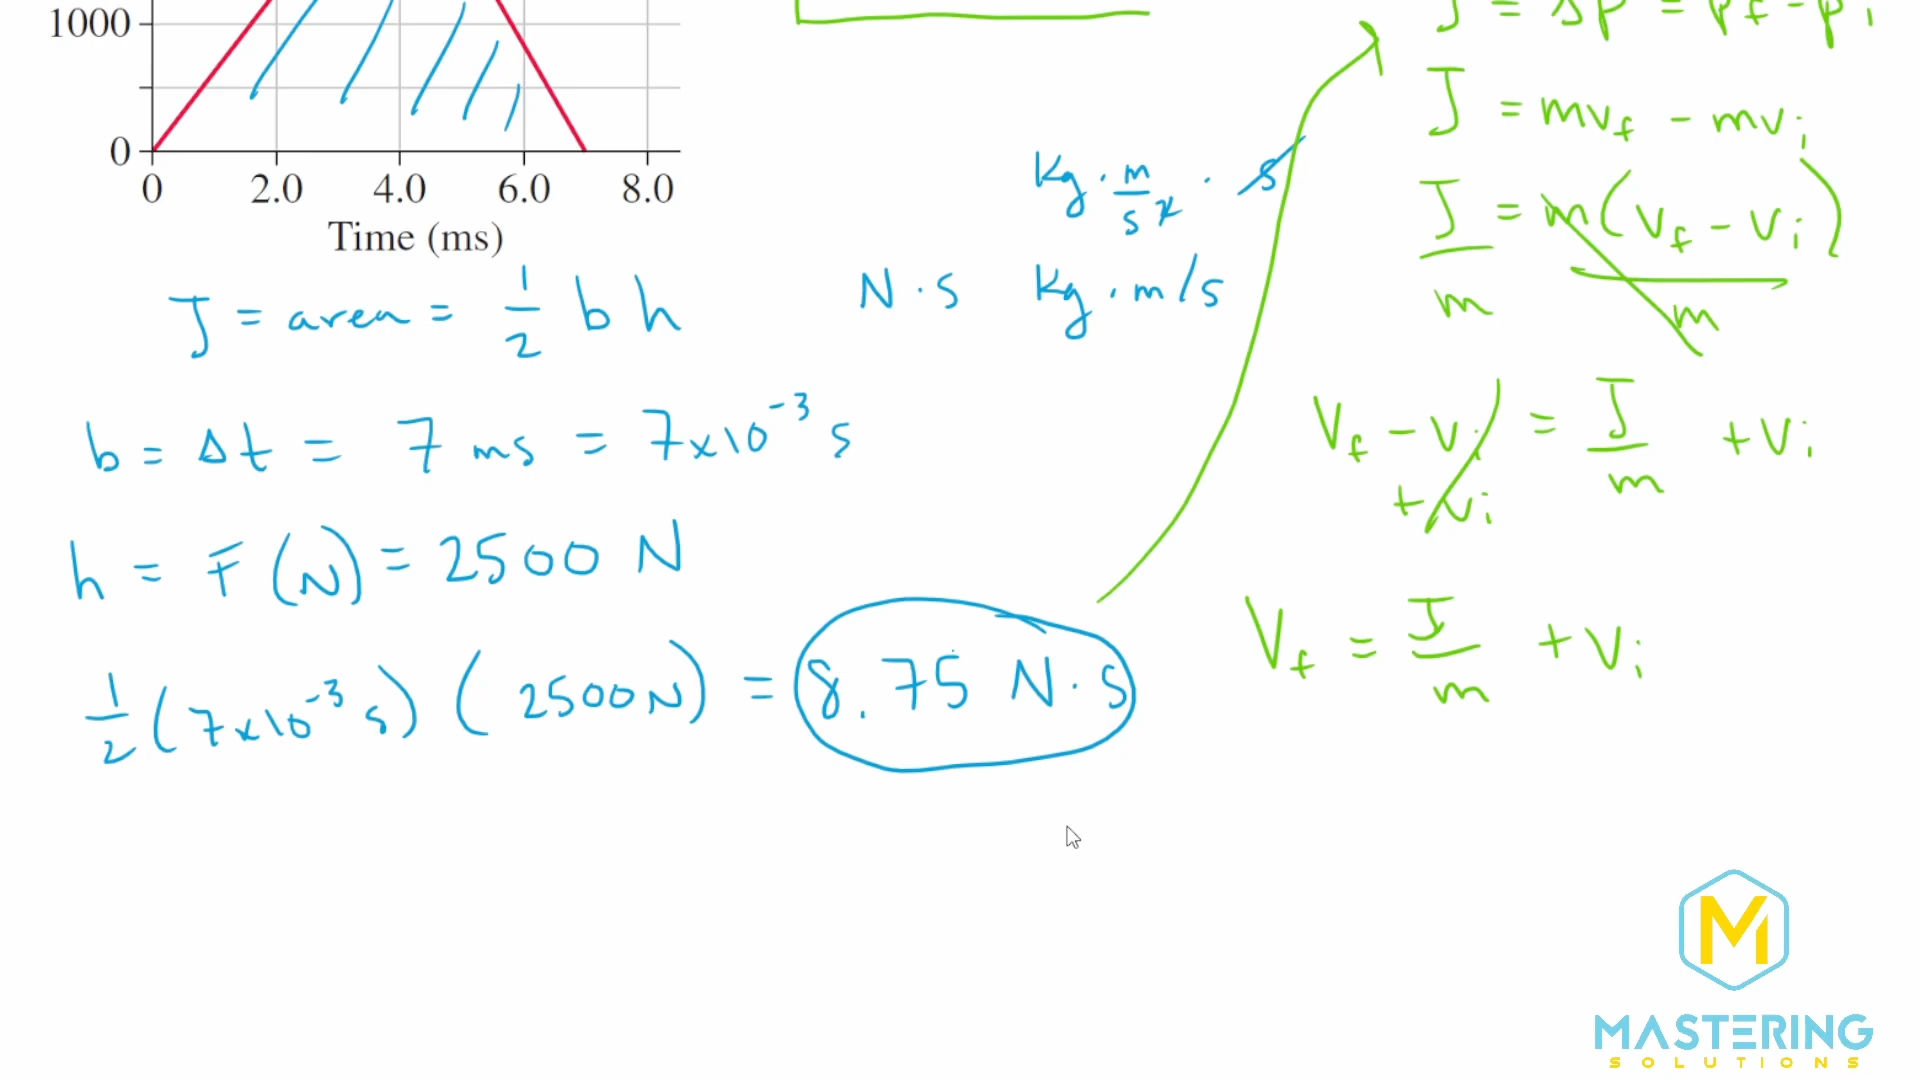 1000
0
0 2.0 4.0 6.0 8.0
Time (ms)
J = area = 1/2 b h
b = Δt = 7 ms = 7x10⁻³ s
h = F (N) = 2500 N
1/2 (7x10⁻³ s) (2500N) = 8.75 N·s
kg · m/s² · s
N·s kg·m/s
J = Δp = pf - pi
J = mvf - mvi
J/m = m(vf - vi)/m
Vf - vi = J/m + vi
+vi
Vf = J/m + vi
M
MASTERING
SOLUTIONS